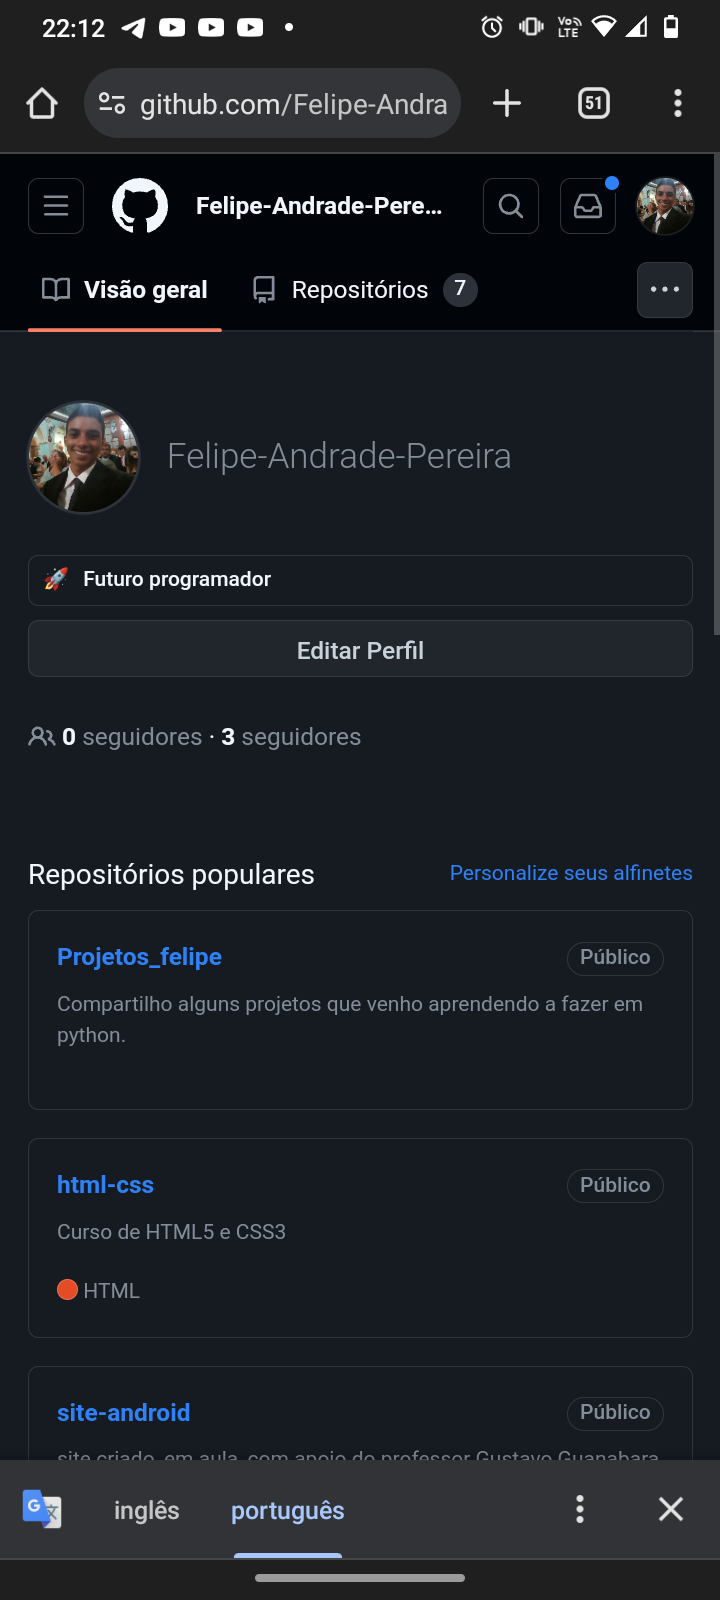 22:12
Vo))
LTE
github.com/Felipe-Andra
51
Felipe-Andrade-Pere...
Visão geral
Repositórios 7
Felipe-Andrade-Pereira
Futuro programador
Editar Perfil
0 seguidores · 3 seguidores
Repositórios populares
Personalize seus alfinetes
Projetos_felipe
Público
Compartilho alguns projetos que venho aprendendo a fazer em
python.
html-css
Público
Curso de HTML5 e CSS3
HTML
site-android
Público
site criado, em aula, com apoio do professor Gustavo Guanabara
G
inglês
português